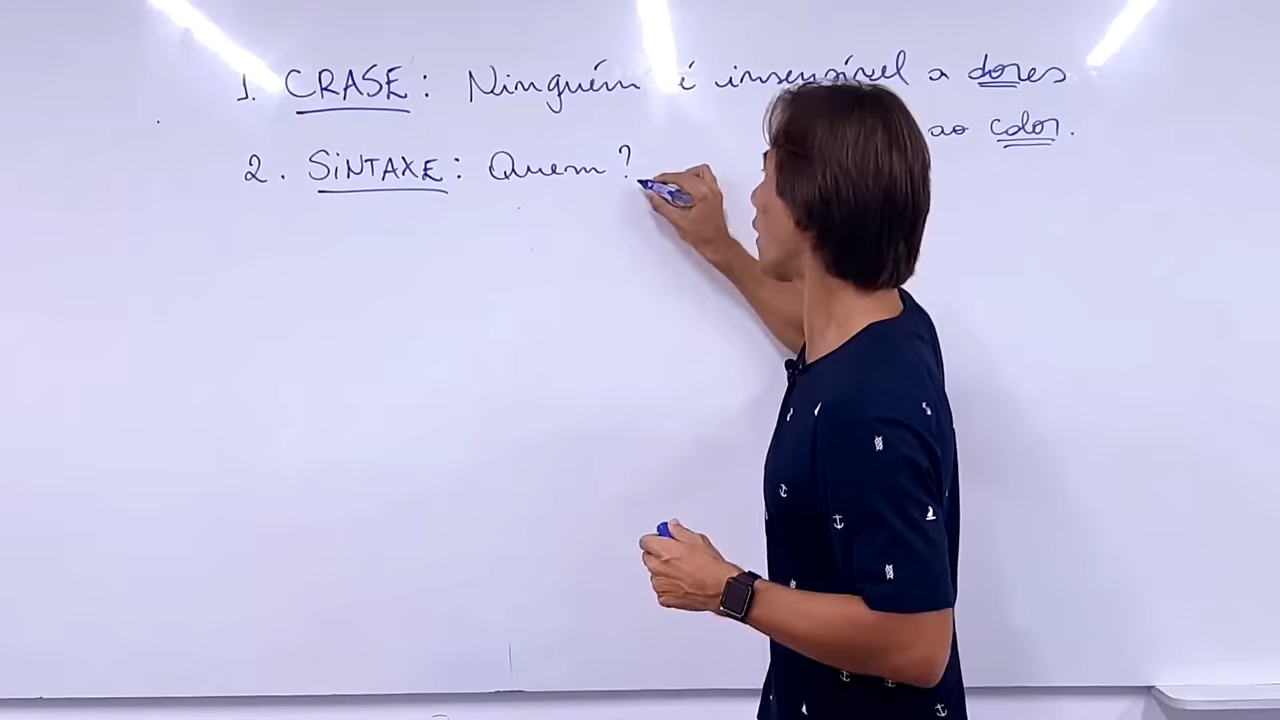 1. CRASE: Ninguém é insensível a dores
ao calor.
2. SiNTAXE: Quem?